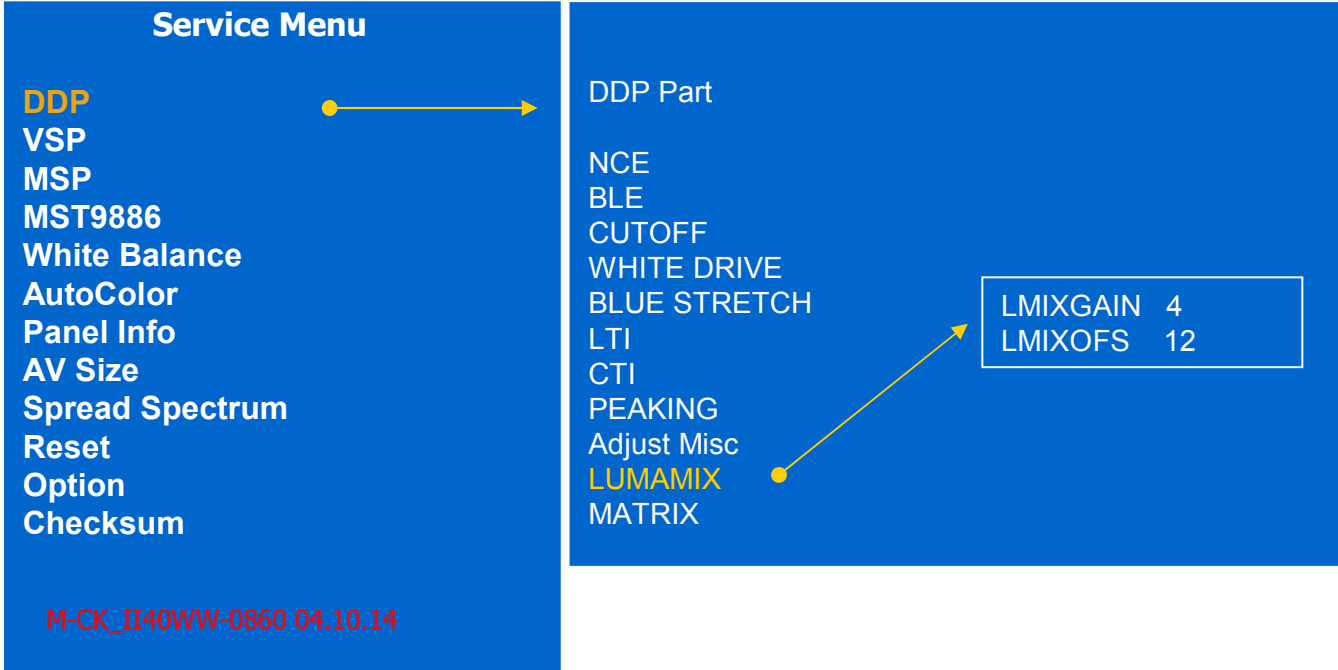 Service Menu
DDP
VSP
MSP
MST9886
White Balance
AutoColor
Panel Info
AV Size
Spread Spectrum
Reset
Option
Checksum
M-CK_II40WW-0860 04.10.14
DDP Part
NCE
BLE
CUTOFF
WHITE DRIVE
BLUE STRETCH
LTI
CTI
PEAKING
Adjust Misc
LUMAMIX
MATRIX
LMIXGAIN 4
LMIXOFS 12